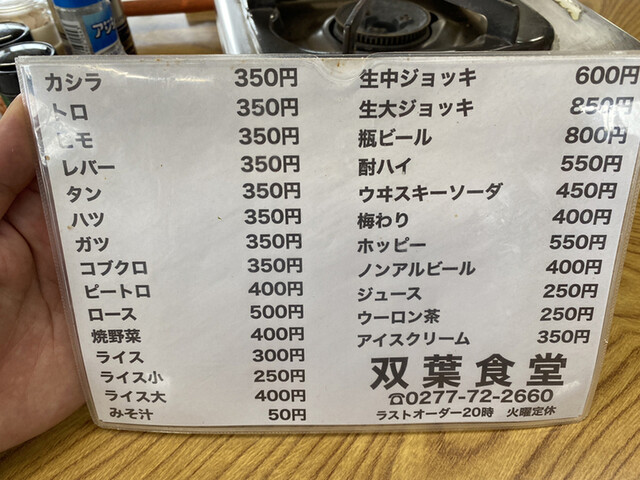 カシラ 350円
トロ 350円
ヒモ 350円
レバー 350円
タン 350円
ハツ 350円
ガツ 350円
コブクロ 350円
ピートロ 400円
ロース 500円
焼野菜 400円
ライス 300円
ライス小 250円
ライス大 400円
みそ汁 50円
生中ジョッキ 600円
生大ジョッキ 850円
瓶ビール 800円
酎ハイ 550円
ウヰスキーソーダ 450円
梅わり 400円
ホッピー 550円
ノンアルビール 400円
ジュース 250円
ウーロン茶 250円
アイスクリーム 350円
双葉食堂
☎0277-72-2660
ラストオーダー20時 火曜定休